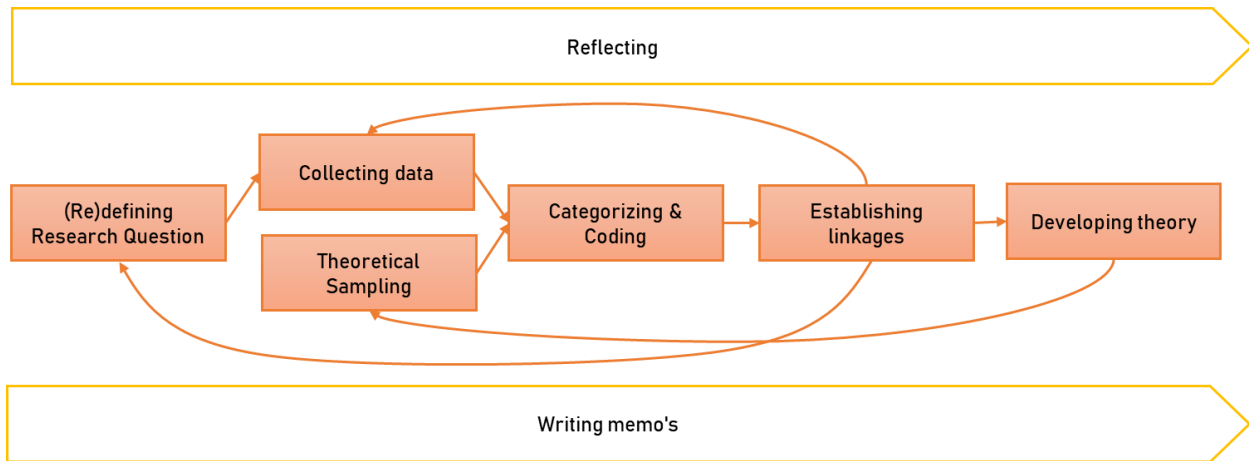 Reflecting
Collecting data
(Re)defining
Research Question
Theoretical
Sampling
Categorizing &
Coding
Establishing
linkages
Developing theory
Writing memo's